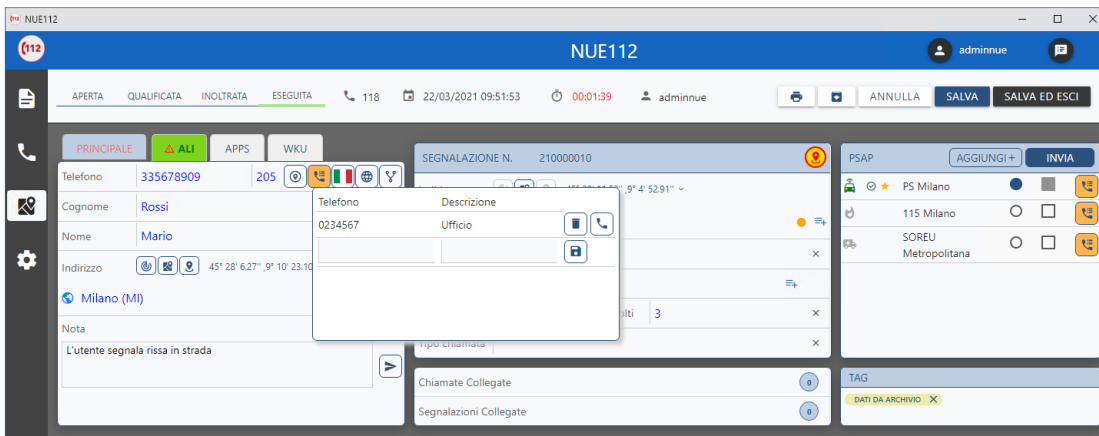 NUE112
(112 NUE112 adminnue
APERTA QUALIFICATA INOLTRATA ESEGUITA 118 22/03/2021 09:51:53 00:01:39 adminnue ANNULLA SALVA SALVA ED ESCI
PRINCIPALE ALI APPS WKU
Telefono 335678909 205
Cognome Rossi
Nome Mario
Indirizzo 45° 28' 6.27" ,9° 10' 23.10
Milano (MI)
Nota
L'utente segnala rissa in strada
Telefono Descrizione
0234567 Ufficio
SEGNALAZIONE N. 210000010
,9° 4' 52.91"
olti 3
Tipo chiamata
Chiamate Collegate 0
Segnalazioni Collegate 0
PSAP AGGIUNGI+ INVIA
PS Milano
115 Milano
SOREU
Metropolitana
TAG
DATI DA ARCHIVIO X